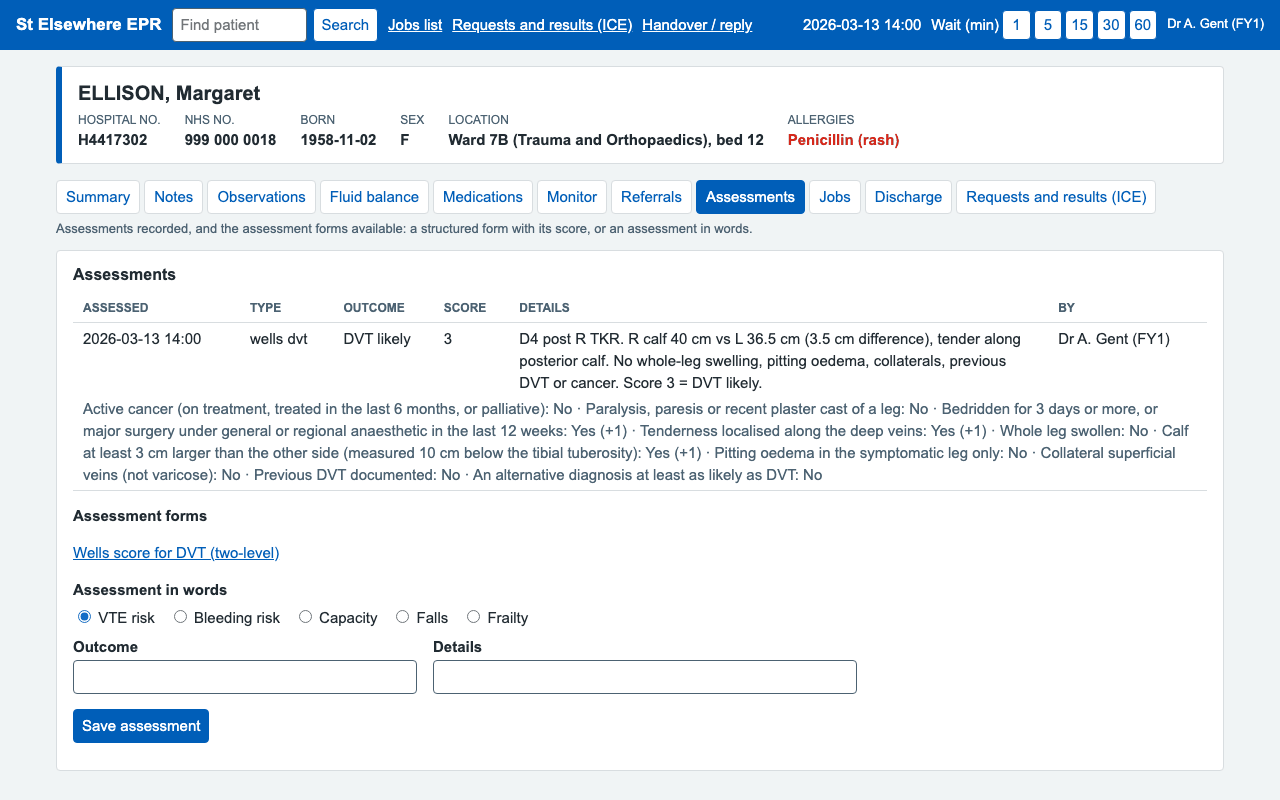 St Elsewhere EPR Find patient Search Jobs list Requests and results (ICE) Handover / reply 2026-03-13 14:00 Wait (min) 1 5 15 30 60 Dr A. Gent (FY1)
ELLISON, Margaret
HOSPITAL NO. NHS NO. BORN SEX LOCATION ALLERGIES
H4417302 999 000 0018 1958-11-02 F Ward 7B (Trauma and Orthopaedics), bed 12 Penicillin (rash)
Summary Notes Observations Fluid balance Medications Monitor Referrals Assessments Jobs Discharge Requests and results (ICE)
Assessments recorded, and the assessment forms available: a structured form with its score, or an assessment in words.
Assessments
ASSESSED TYPE OUTCOME SCORE DETAILS BY
2026-03-13 14:00 wells dvt DVT likely 3 D4 post R TKR. R calf 40 cm vs L 36.5 cm (3.5 cm difference), tender along Dr A. Gent (FY1)
posterior calf. No whole-leg swelling, pitting oedema, collaterals, previous
DVT or cancer. Score 3 = DVT likely.
Active cancer (on treatment, treated in the last 6 months, or palliative): No · Paralysis, paresis or recent plaster cast of a leg: No · Bedridden for 3 days or more, or
major surgery under general or regional anaesthetic in the last 12 weeks: Yes (+1) · Tenderness localised along the deep veins: Yes (+1) · Whole leg swollen: No · Calf
at least 3 cm larger than the other side (measured 10 cm below the tibial tuberosity): Yes (+1) · Pitting oedema in the symptomatic leg only: No · Collateral superficial
veins (not varicose): No · Previous DVT documented: No · An alternative diagnosis at least as likely as DVT: No
Assessment forms
Wells score for DVT (two-level)
Assessment in words
VTE risk Bleeding risk Capacity Falls Frailty
Outcome Details
Save assessment